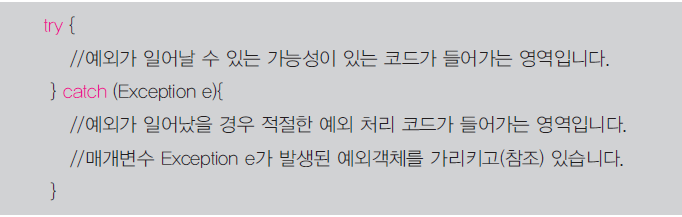 try {
//예외가 일어날 수 있는 가능성이 있는 코드가 들어가는 영역입니다.
} catch (Exception e){
//예외가 일어났을 경우 적절한 예외 처리 코드가 들어가는 영역입니다.
//매개변수 Exception e가 발생된 예외객체를 가리키고(참조) 있습니다.
}